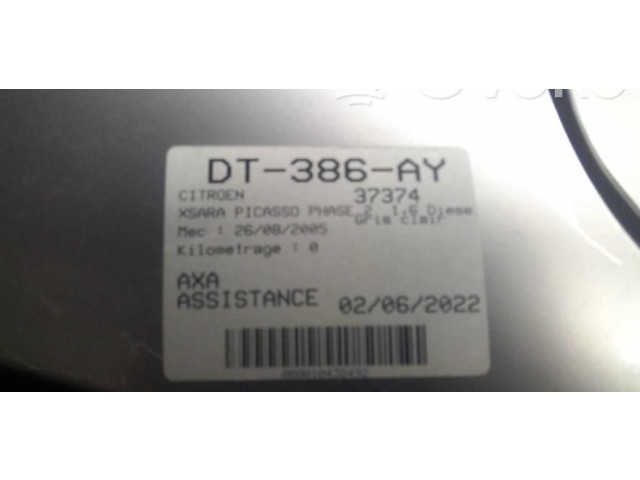 DT-386-AY
CITROEN 37374
XSARA PICASSO PHASE 2 1.6 Diese
Gris clair
Mec : 26/08/2005
Kilometrage : 0
AXA
ASSISTANCE 02/06/2022